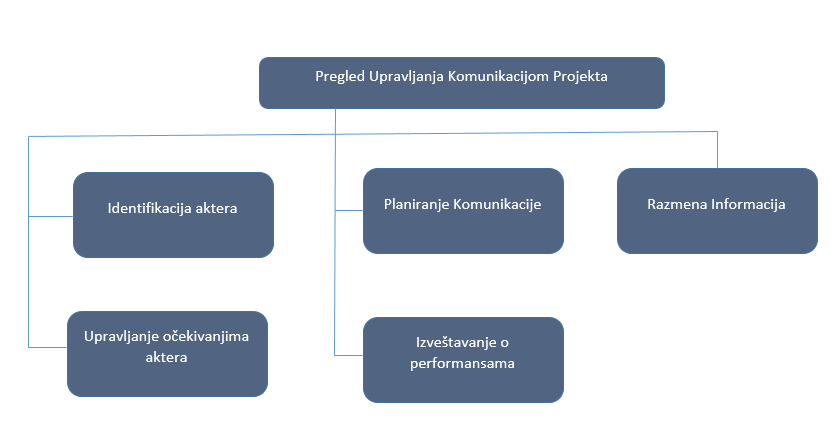 Pregled Upravljanja Komunikacijom Projekta
Identifikacija aktera
Planiranje Komunikacije
Razmena Informacija
Upravljanje očekivanjima
aktera
Izveštavanje o
performansama